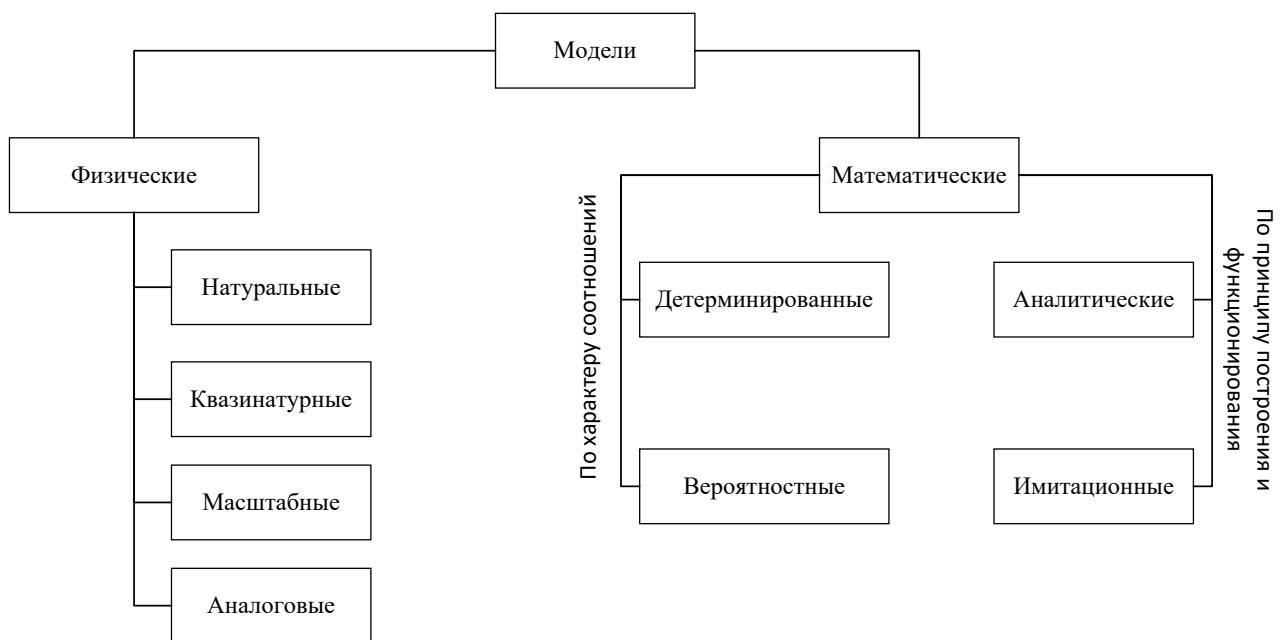 Модели
Физические
Математические
Натуральные
Квазинатурные
Масштабные
Аналоговые
По характеру соотношений
Детерминированные
Вероятностные
Аналитические
Имитационные
По принципу построения и
функционирования